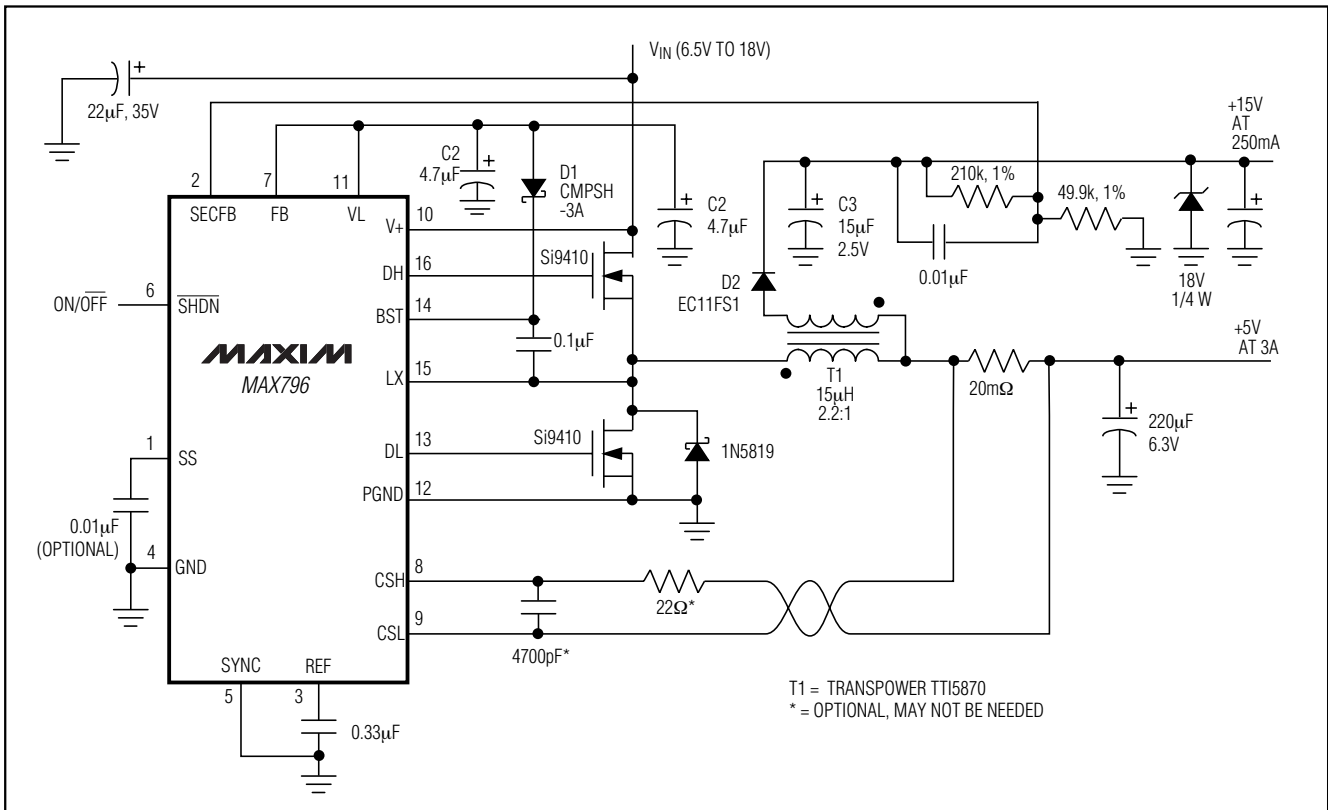 VIN (6.5V TO 18V)
22µF, 35V
+15V
AT
250mA
C2
4.7µF
D1
CMPSH
-3A
C2
4.7µF
C3
15µF
2.5V
210k, 1%
49.9k, 1%
0.01µF
18V
1/4 W
2
7
11
SECFB
FB
VL
V+
10
DH
16
Si9410
D2
EC11FS1
ON/OFF
6
SHDN
BST
14
0.1µF
MAXIM
MAX796
LX
15
T1
15µH
2.2:1
20mΩ
+5V
AT 3A
220µF
6.3V
1
SS
DL
13
Si9410
1N5819
PGND
12
0.01µF
(OPTIONAL)
4
GND
CSH
8
22Ω*
CSL
9
4700pF*
SYNC
REF
5
3
0.33µF
T1 = TRANSPOWER TTI5870
* = OPTIONAL, MAY NOT BE NEEDED